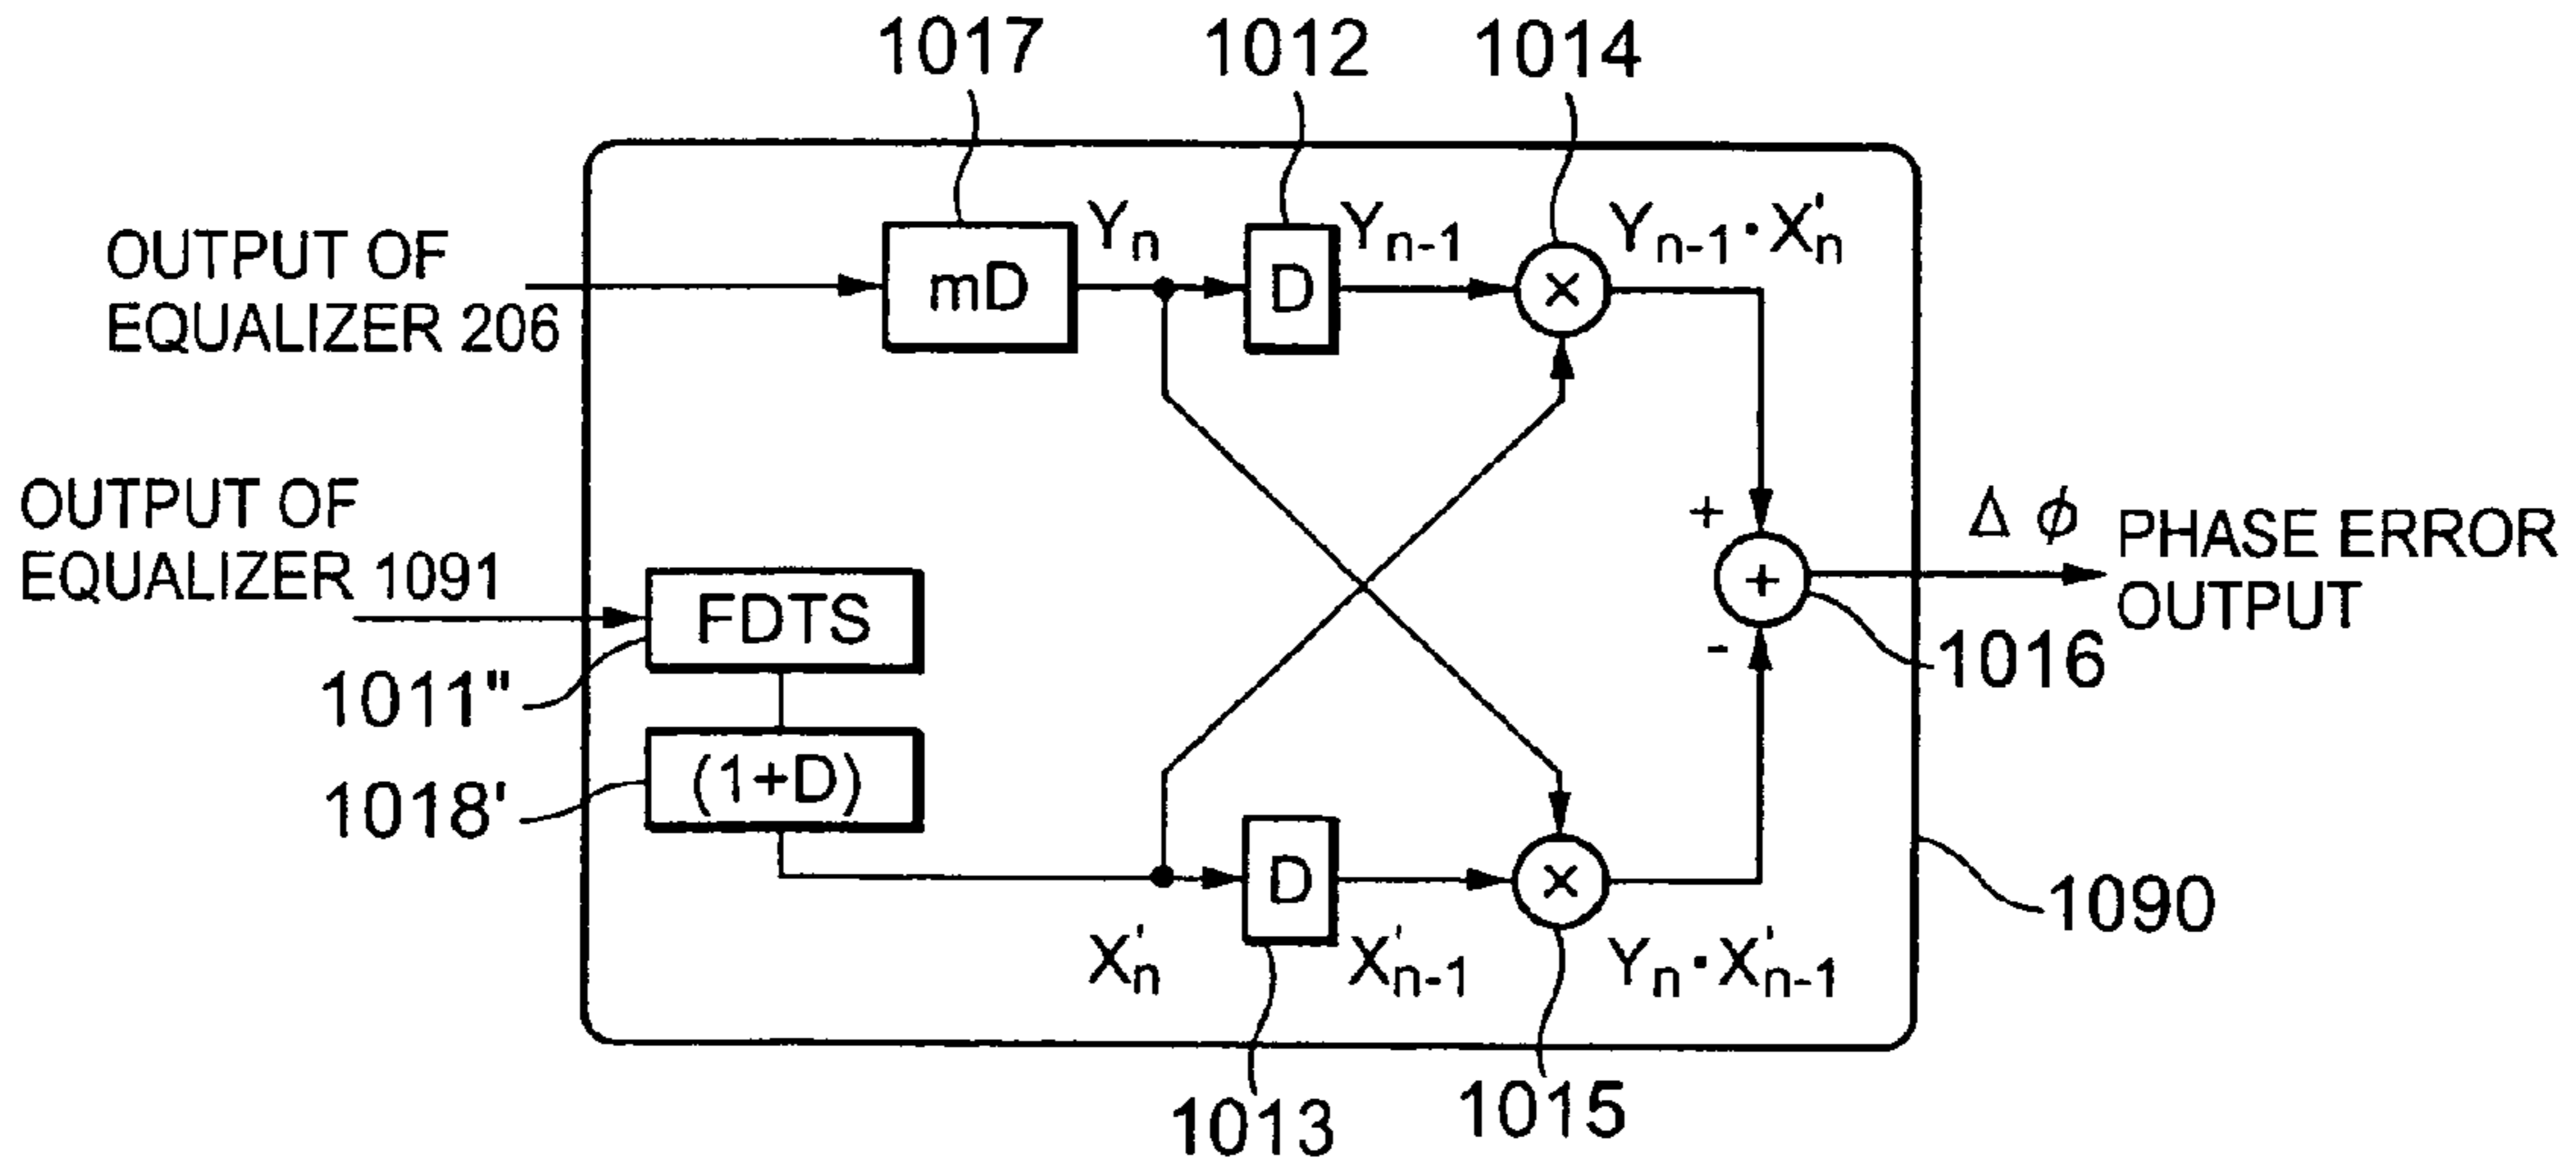 1017
1012
1014
OUTPUT OF
EQUALIZER 206
mD
Yn
D
Yn-1
×
Yn-1・X'n
OUTPUT OF
EQUALIZER 1091
FDTS
1011"
(1+D)
1018'
+
+
-
Δφ
PHASE ERROR
OUTPUT
1016
X'n
D
X'n-1
×
Yn・X'n-1
1090
1013
1015